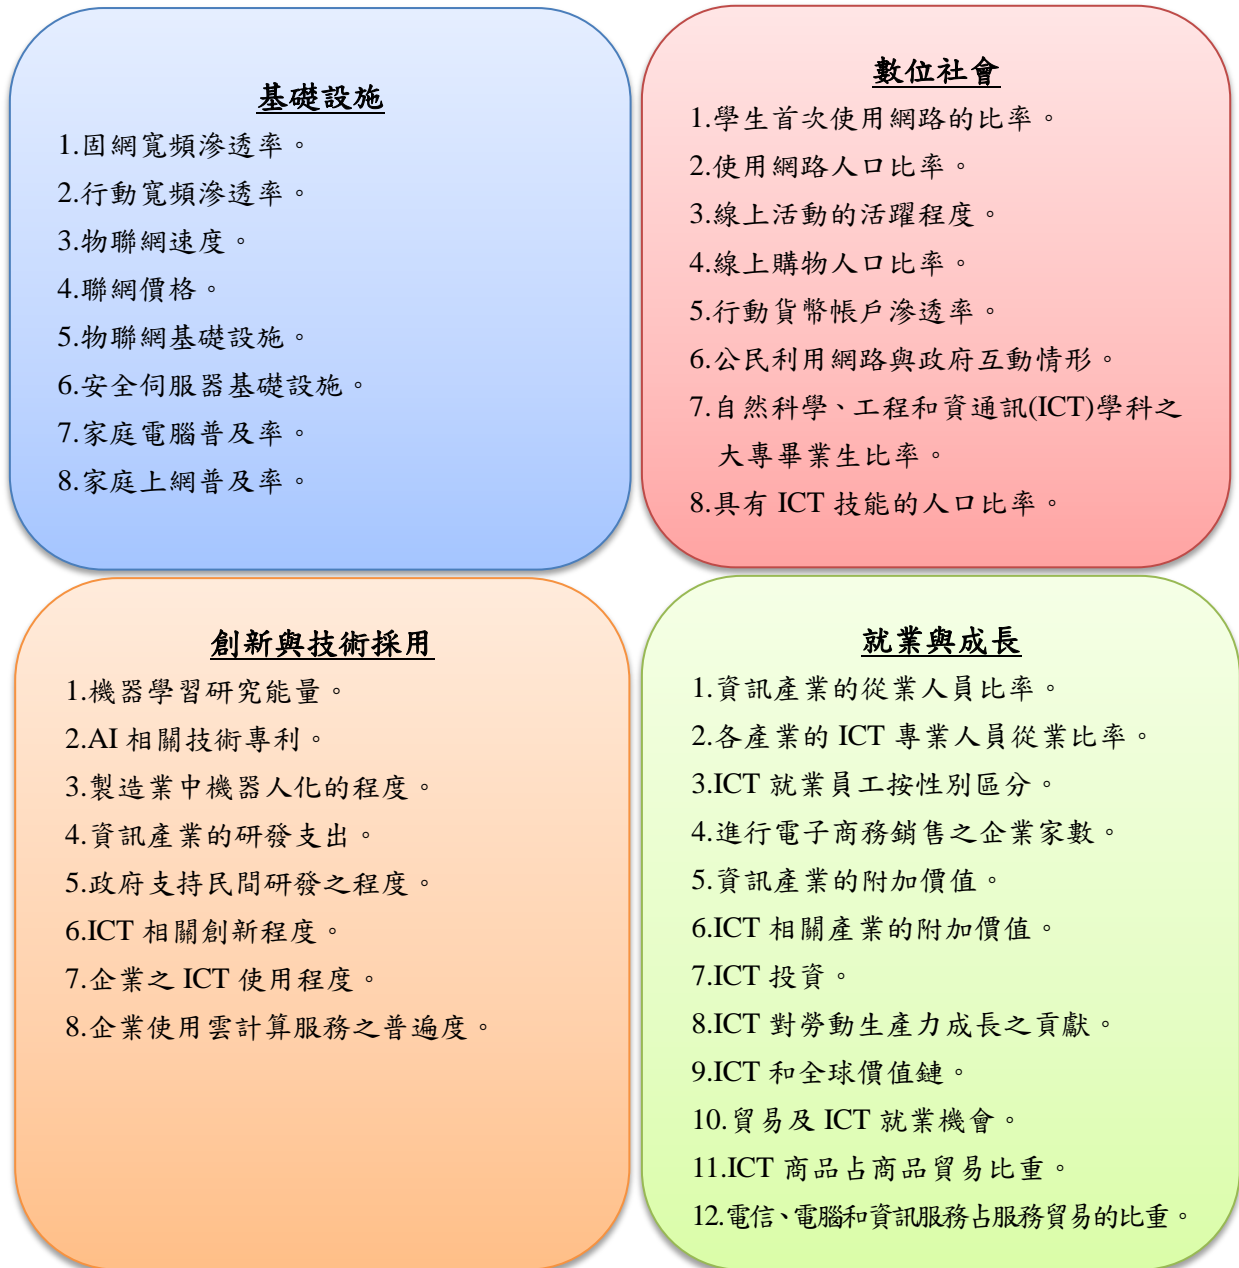 基礎設施
1.固網寬頻滲透率。
2.行動寬頻滲透率。
3.物聯網速度。
4.聯網價格。
5.物聯網基礎設施。
6.安全伺服器基礎設施。
7.家庭電腦普及率。
8.家庭上網普及率。
數位社會
1.學生首次使用網路的比率。
2.使用網路人口比率。
3.線上活動的活躍程度。
4.線上購物人口比率。
5.行動貨幣帳戶滲透率。
6.公民利用網路與政府互動情形。
7.自然科學、工程和資通訊(ICT)學科之
大專畢業生比率。
8.具有 ICT 技能的人口比率。
創新與技術採用
1.機器學習研究能量。
2.AI 相關技術專利。
3.製造業中機器人化的程度。
4.資訊產業的研發支出。
5.政府支持民間研發之程度。
6.ICT 相關創新程度。
7.企業之 ICT 使用程度。
8.企業使用雲計算服務之普遍度。
就業與成長
1.資訊產業的從業人員比率。
2.各產業的 ICT 專業人員從業比率。
3.ICT 就業員工按性別區分。
4.進行電子商務銷售之企業家數。
5.資訊產業的附加價值。
6.ICT 相關產業的附加價值。
7.ICT 投資。
8.ICT 對勞動生產力成長之貢獻。
9.ICT 和全球價值鏈。
10.貿易及 ICT 就業機會。
11.ICT 商品占商品貿易比重。
12.電信、電腦和資訊服務占服務貿易的比重。